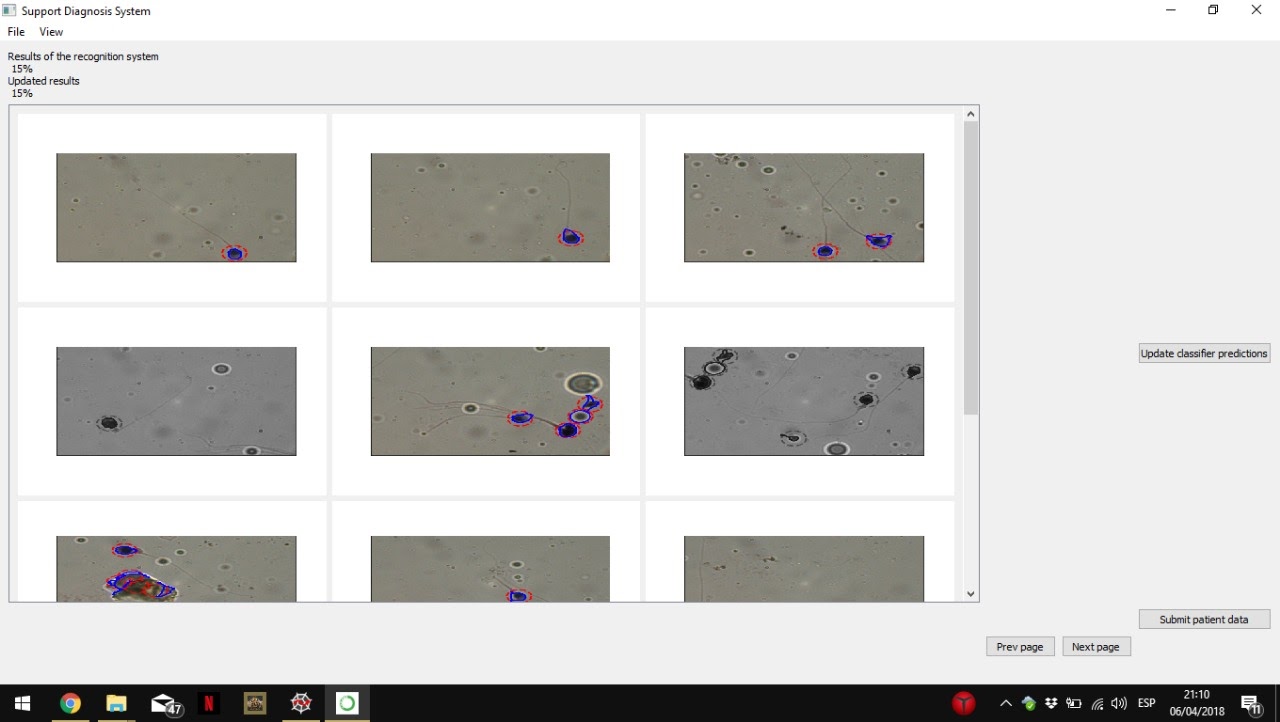 Support Diagnosis System
File View
Results of the recognition system
15%
Updated results
15%
Update classifier predictions
Submit patient data
Prev page Next page
47
N
ESP
21:10
06/04/2018
11